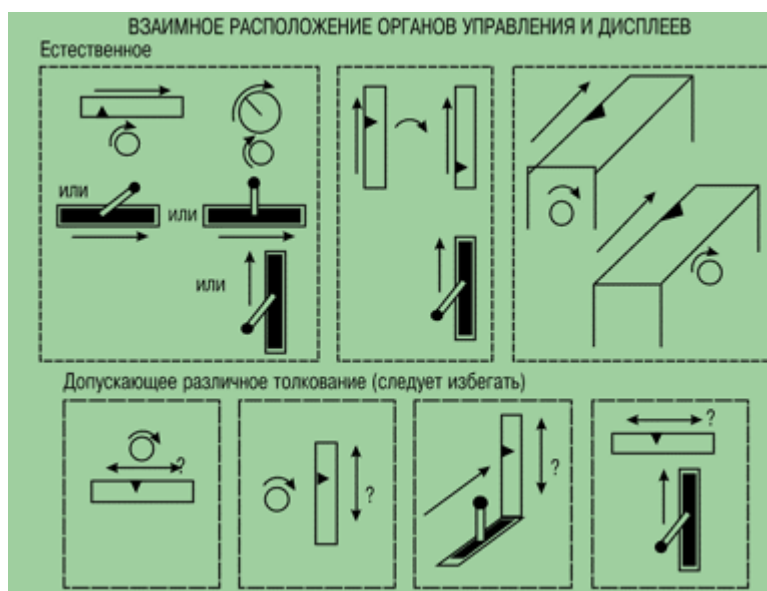 ВЗАИМНОЕ РАСПОЛОЖЕНИЕ ОРГАНОВ УПРАВЛЕНИЯ И ДИСПЛЕЕВ
Естественное
или
или
или
Допускающее различное толкование (следует избегать)
?
?
?
?